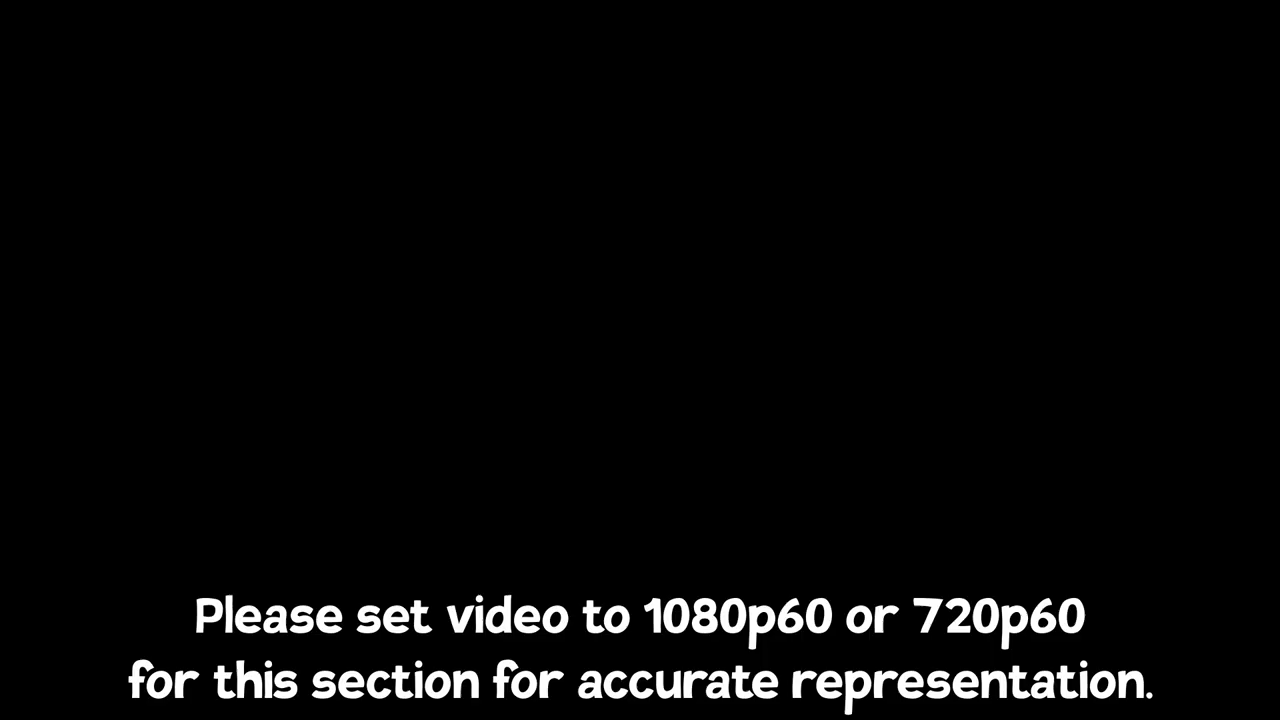 Please set video to 1080p60 or 720p60
for this section for accurate representation.